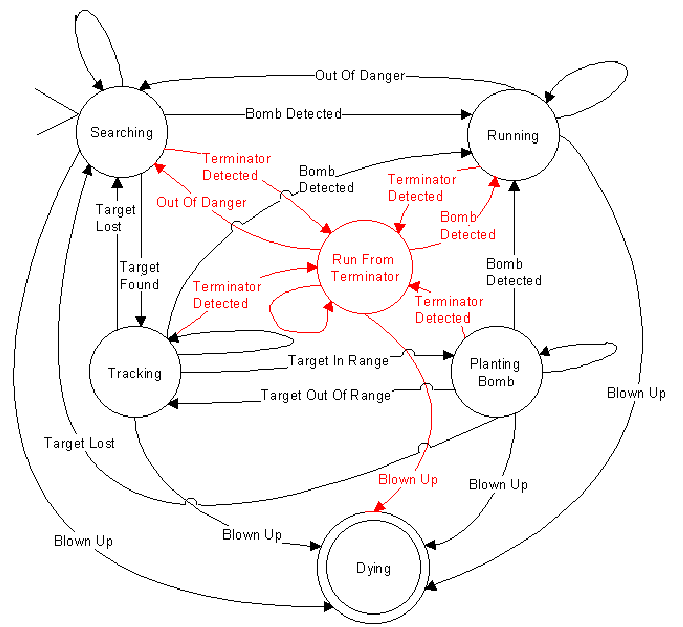 Out Of Danger
Bomb Detected
Searching
Running
Terminator
Detected
Bomb
Detected
Terminator
Detected
Out Of Danger
Target
Lost
Bomb
Detected
Run From
Terminator
Target
Found
Bomb
Detected
Terminator
Detected
Terminator
Detected
Target In Range
Tracking
Planting
Bomb
Target Out Of Range
Blown Up
Target Lost
Blown Up
Blown Up
Blown Up
Blown Up
Dying